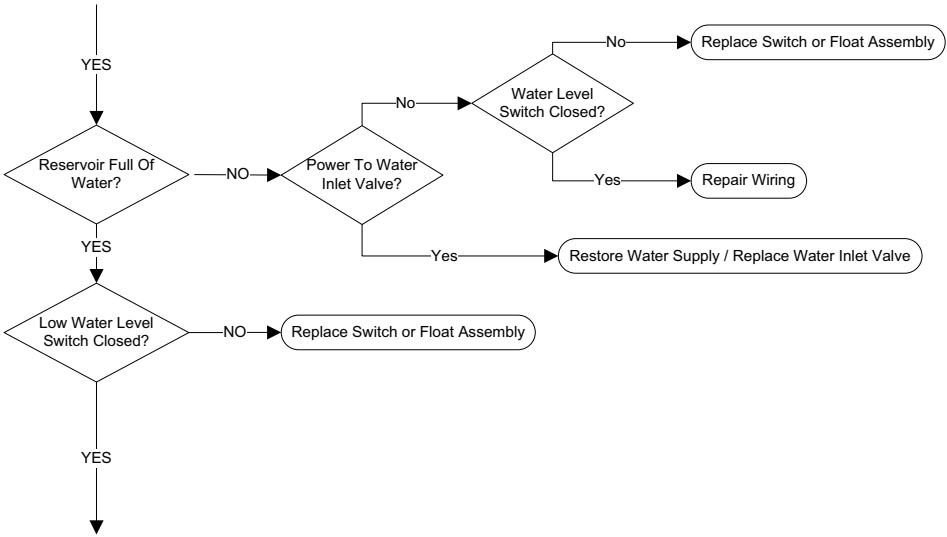 YES
No
Replace Switch or Float Assembly
Water Level
Switch Closed?
No
Reservoir Full Of
Water?
NO
Power To Water
Inlet Valve?
Yes
Repair Wiring
YES
Yes
Restore Water Supply / Replace Water Inlet Valve
Low Water Level
Switch Closed?
NO
Replace Switch or Float Assembly
YES